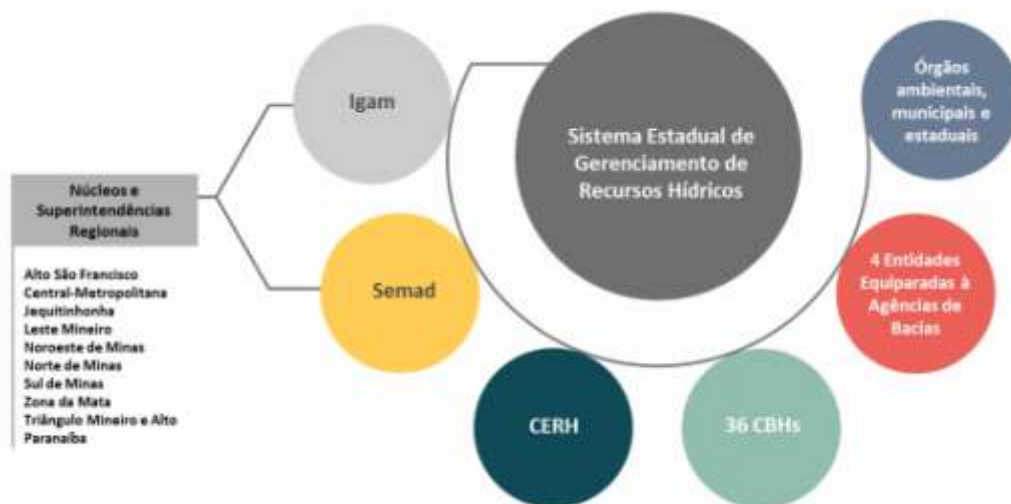 Igam
Sistema Estadual de
Gerenciamento de
Recursos Hídricos
Órgãos
ambientais,
municipais e
estaduais
Núcleos e
Superintendências
Regionais
Alto São Francisco
Central-Metropolitana
Jequitinhonha
Leste Mineiro
Noroeste de Minas
Norte de Minas
Sul de Minas
Zona da Mata
Triângulo Mineiro e Alto
Paranaíba
Semad
4 Entidades
Equiparadas à
Agências de
Bacias
CERH
36 CBHs